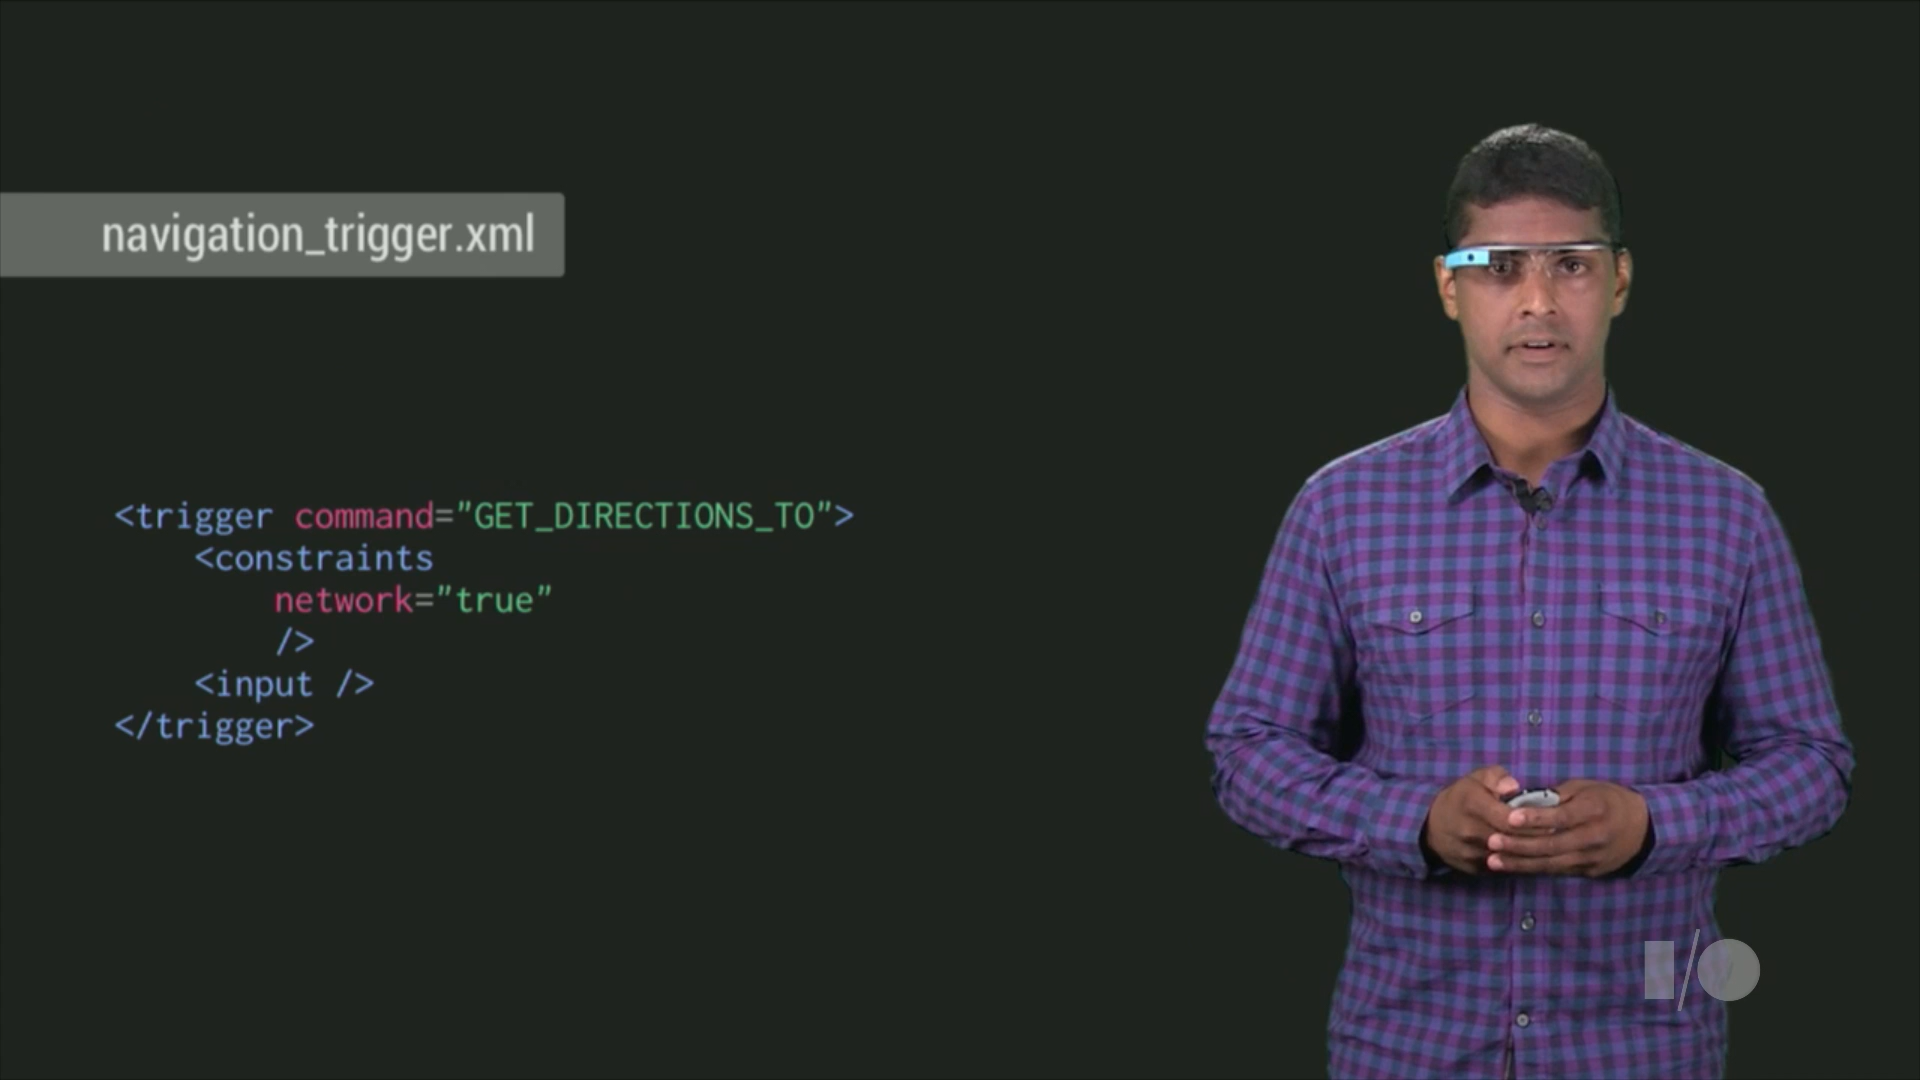 navigation_trigger.xml
<trigger command="GET_DIRECTIONS_TO">
<constraints
network="true"
/>
<input />
</trigger>
I/O